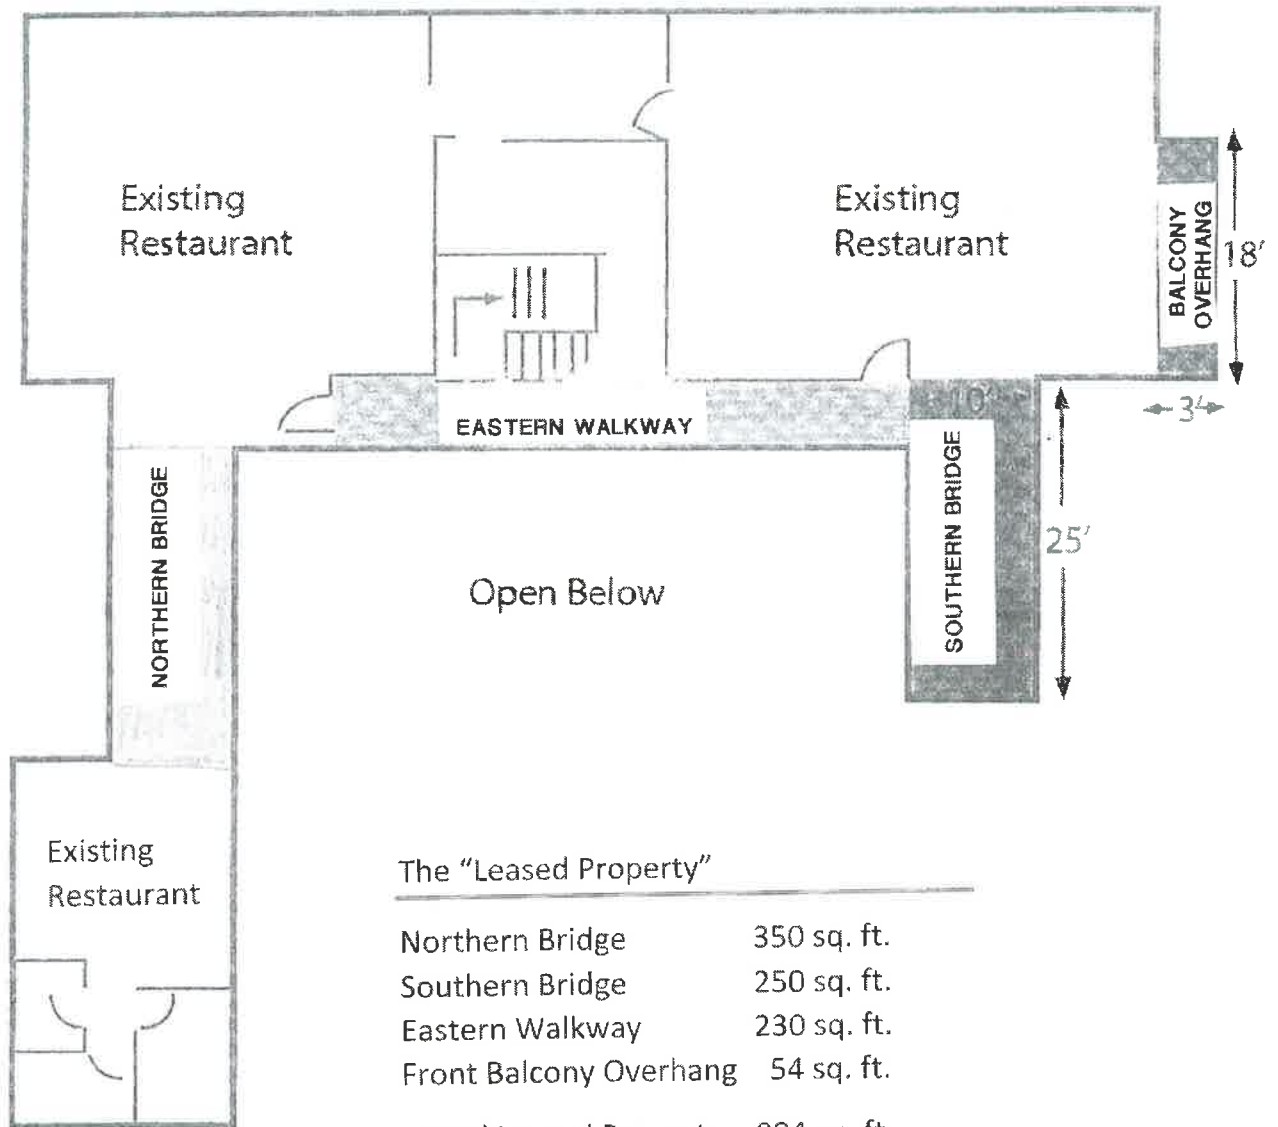 Existing
Restaurant
Existing
Restaurant
BALCONY
OVERHANG
18'
3'
10'
EASTERN WALKWAY
NORTHERN BRIDGE
SOUTHERN BRIDGE
25'
Open Below
Existing
Restaurant
The “Leased Property”
Northern Bridge 350 sq. ft.
Southern Bridge 250 sq. ft.
Eastern Walkway 230 sq. ft.
Front Balcony Overhang 54 sq. ft.